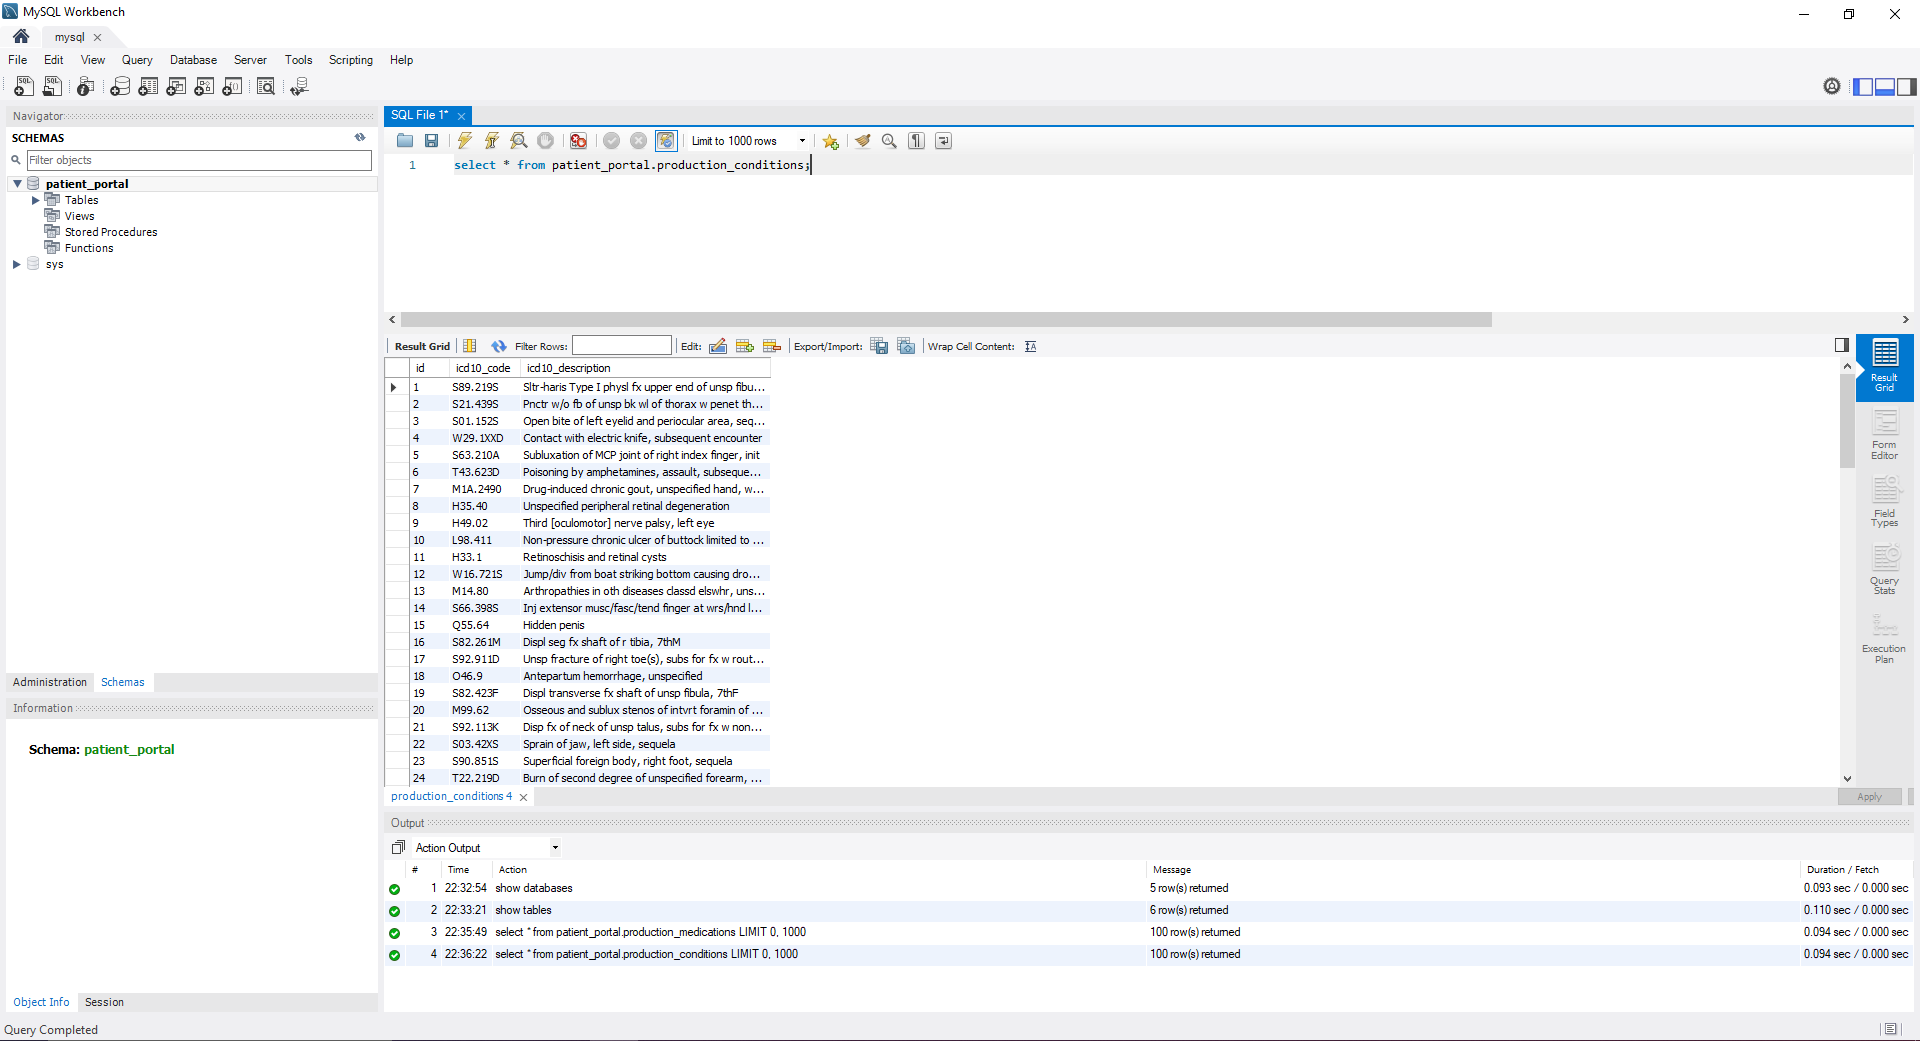 MySQL Workbench
mysql
File Edit View Query Database Server Tools Scripting Help
Navigator
SCHEMAS
Filter objects
patient_portal
Tables
Views
Stored Procedures
Functions
sys
Administration Schemas
Information
Schema: patient_portal
Object Info Session
Query Completed
SQL File 1*
Limit to 1000 rows
1 select * from patient_portal.production_conditions;
Result Grid Filter Rows: Edit: Export/Import: Wrap Cell Content:
id icd10_code icd10_description
1 S89.219S Sltr-haris Type I physl fx upper end of unsp fibu...
2 S21.439S Pnctr w/o fb of unsp bk wl of thorax w penet th...
3 S01.152S Open bite of left eyelid and periocular area, seq...
4 W29.1XXD Contact with electric knife, subsequent encounter
5 S63.210A Subluxation of MCP joint of right index finger, init
6 T43.623D Poisoning by amphetamines, assault, subseque...
7 M1A.2490 Drug-induced chronic gout, unspecified hand, w...
8 H35.40 Unspecified peripheral retinal degeneration
9 H49.02 Third [oculomotor] nerve palsy, left eye
10 L98.411 Non-pressure chronic ulcer of buttock limited to ...
11 H33.1 Retinoschisis and retinal cysts
12 W16.721S Jump/div from boat striking bottom causing dro...
13 M14.80 Arthropathies in oth diseases classd elswhr, uns...
14 S66.398S Inj extensor musc/fasc/tend finger at wrs/hnd l...
15 Q55.64 Hidden penis
16 S82.261M Displ seg fx shaft of r tibia, 7thM
17 S92.911D Unsp fracture of right toe(s), subs for fx w rout...
18 O46.9 Antepartum hemorrhage, unspecified
19 S82.423F Displ transverse fx shaft of unsp fibula, 7thF
20 M99.62 Osseous and sublux stenos of intvrt foramin of ...
21 S92.113K Disp fx of neck of unsp talus, subs for fx w non...
22 S03.42XS Sprain of jaw, left side, sequela
23 S90.851S Superficial foreign body, right foot, sequela
24 T22.219D Burn of second degree of unspecified forearm, ...
Result
Grid
Form
Editor
Field
Types
Query
Stats
Execution
Plan
production_conditions 4
Apply
Output
Action Output
# Time Action Message Duration / Fetch
1 22:32:54 show databases 5 row(s) returned 0.093 sec / 0.000 sec
2 22:33:21 show tables 6 row(s) returned 0.110 sec / 0.000 sec
3 22:35:49 select * from patient_portal.production_medications LIMIT 0, 1000 100 row(s) returned 0.094 sec / 0.000 sec
4 22:36:22 select * from patient_portal.production_conditions LIMIT 0, 1000 100 row(s) returned 0.094 sec / 0.000 sec